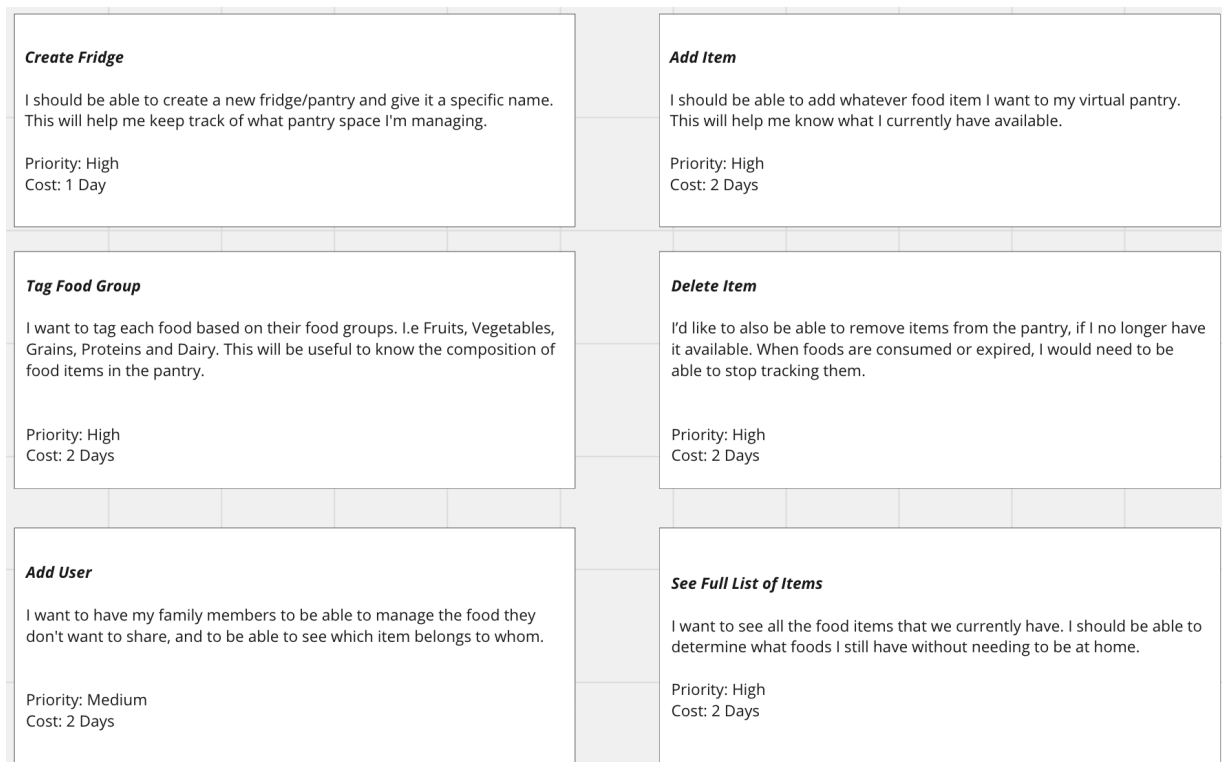 Create Fridge
I should be able to create a new fridge/pantry and give it a specific name.
This will help me keep track of what pantry space I'm managing.
Priority: High
Cost: 1 Day
Add Item
I should be able to add whatever food item I want to my virtual pantry.
This will help me know what I currently have available.
Priority: High
Cost: 2 Days
Tag Food Group
I want to tag each food based on their food groups. I.e Fruits, Vegetables,
Grains, Proteins and Dairy. This will be useful to know the composition of
food items in the pantry.
Priority: High
Cost: 2 Days
Delete Item
I’d like to also be able to remove items from the pantry, if I no longer have
it available. When foods are consumed or expired, I would need to be
able to stop tracking them.
Priority: High
Cost: 2 Days
Add User
I want to have my family members to be able to manage the food they
don't want to share, and to be able to see which item belongs to whom.
Priority: Medium
Cost: 2 Days
See Full List of Items
I want to see all the food items that we currently have. I should be able to
determine what foods I still have without needing to be at home.
Priority: High
Cost: 2 Days